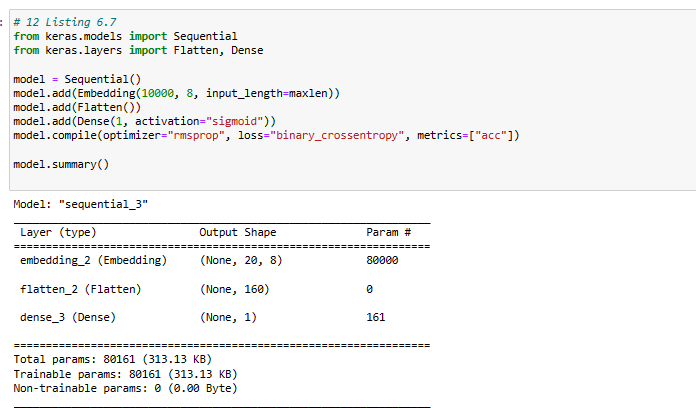 # 12 Listing 6.7
from keras.models import Sequential
from keras.layers import Flatten, Dense
model = Sequential()
model.add(Embedding(10000, 8, input_length=maxlen))
model.add(Flatten())
model.add(Dense(1, activation="sigmoid"))
model.compile(optimizer="rmsprop", loss="binary_crossentropy", metrics=["acc"])
model.summary()
Model: "sequential_3"
_________________________________________________________________
Layer (type) Output Shape Param #
=================================================================
embedding_2 (Embedding) (None, 20, 8) 80000
flatten_2 (Flatten) (None, 160) 0
dense_3 (Dense) (None, 1) 161
=================================================================
Total params: 80161 (313.13 KB)
Trainable params: 80161 (313.13 KB)
Non-trainable params: 0 (0.00 Byte)
_________________________________________________________________